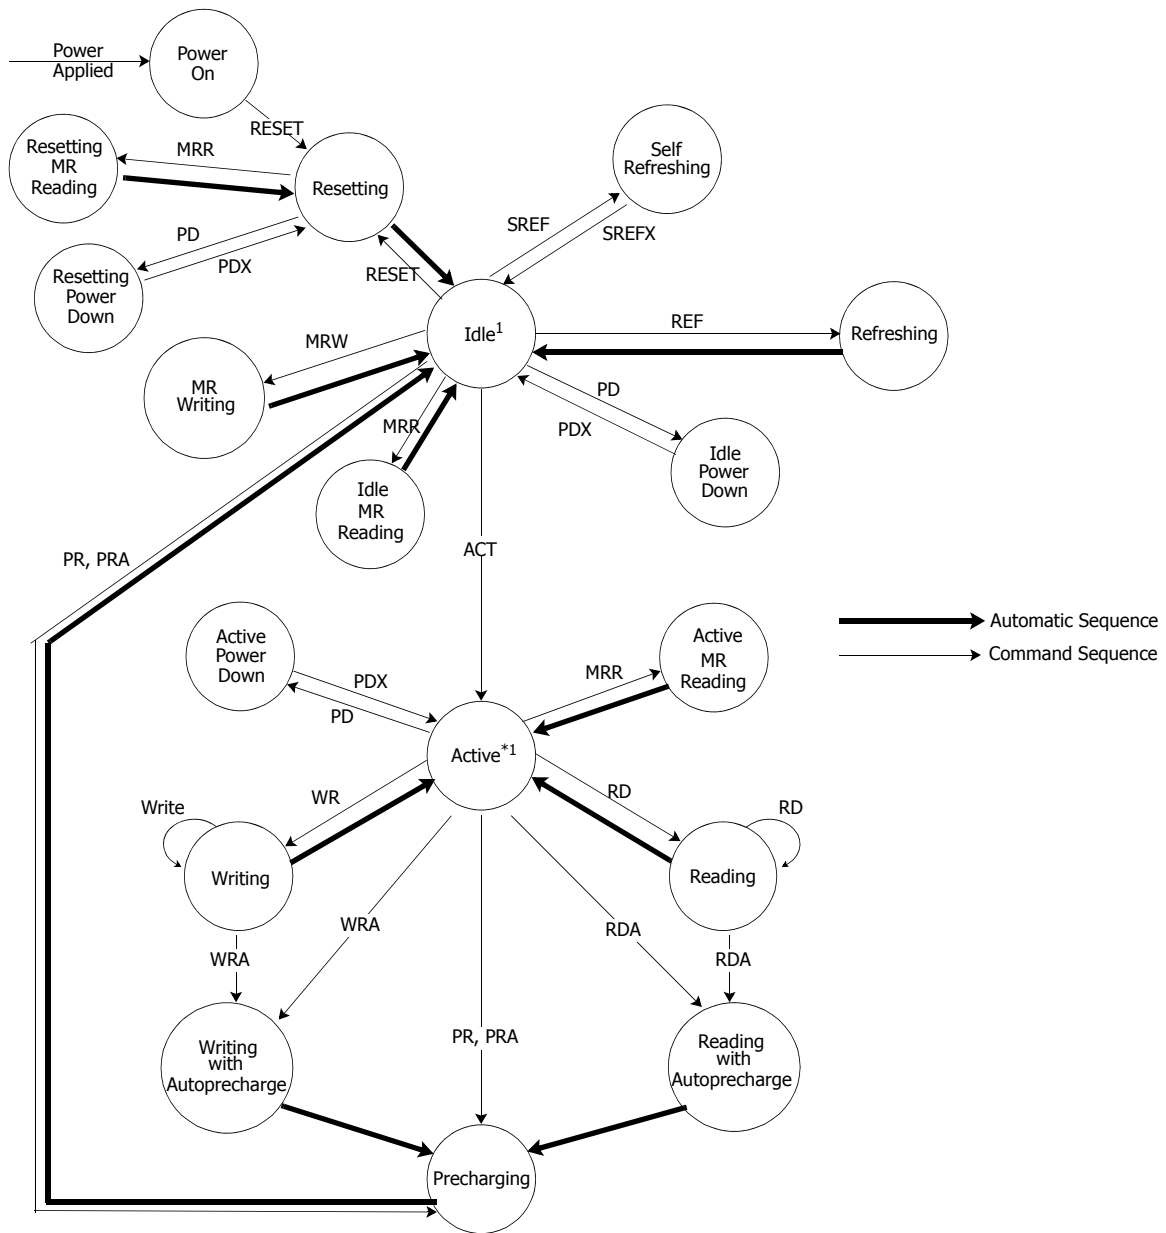 Power
Applied
Power
On
RESET
Resetting
MR
Reading
MRR
Resetting
Self
Refreshing
PD
PDX
Resetting
Power
Down
SREF
SREFX
RESET
Idle¹
REF
Refreshing
MRW
MR
Writing
MRR
PD
PDX
Idle
Power
Down
Idle
MR
Reading
PR, PRA
ACT
Active
Power
Down
PDX
PD
MRR
Active
MR
Reading
Automatic Sequence
Command Sequence
Active*¹
WR
RD
Write
RD
Writing
Reading
WRA
WRA
RDA
RDA
Writing
with
Autoprecharge
PR, PRA
Reading
with
Autoprecharge
Precharging